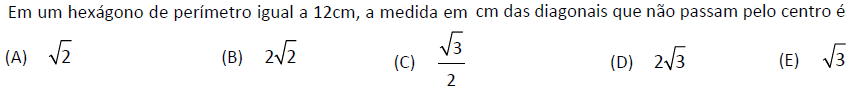 Em um hexágono de perímetro igual a 12cm, a medida em cm das diagonais que não passam pelo centro é
(A) √2 (B) 2√2 (C) √3/2 (D) 2√3 (E) √3